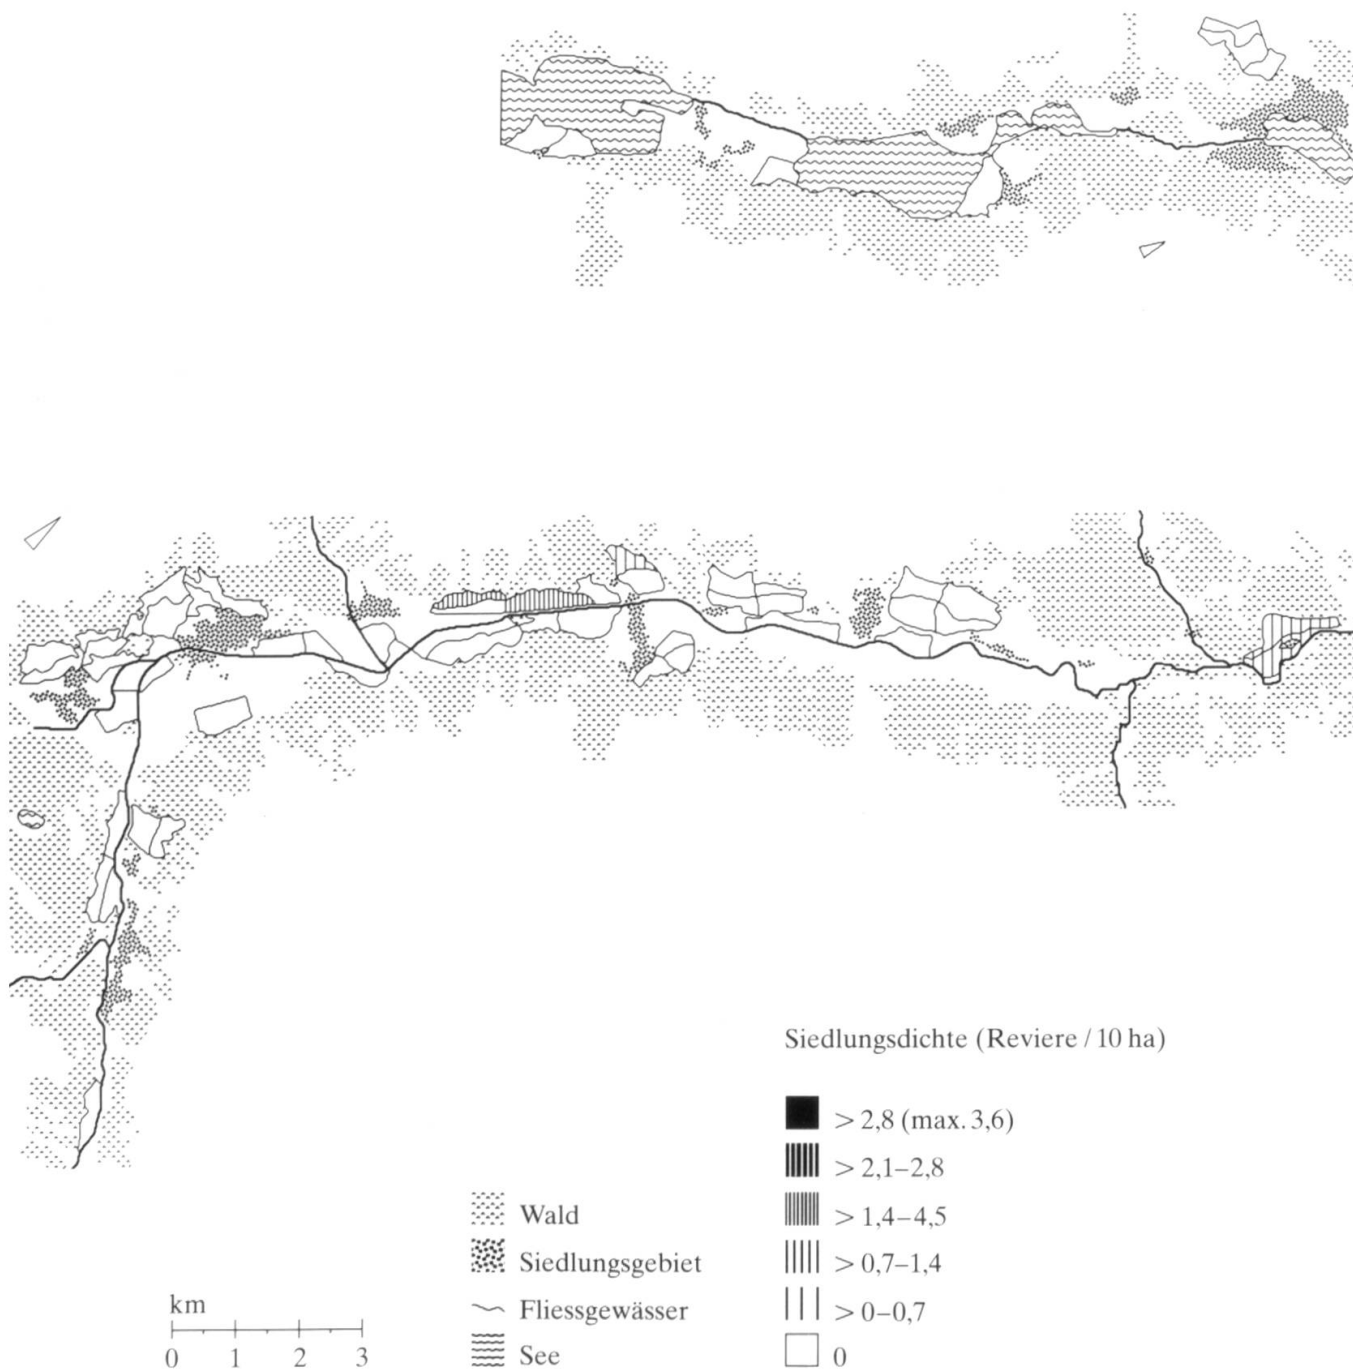 Siedlungsdichte (Reviere / 10 ha)
> 2,8 (max. 3,6)
> 2,1–2,8
> 1,4–4,5
> 0,7–1,4
> 0–0,7
0
Wald
Siedlungsgebiet
Fliessgewässer
See
km
0 1 2 3